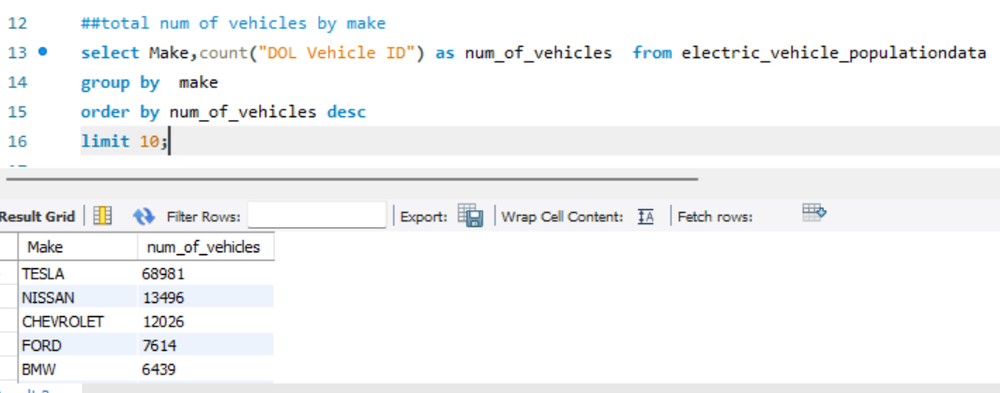 12 ##total num of vehicles by make
13 select Make,count("DOL Vehicle ID") as num_of_vehicles from electric_vehicle_populationdata
14 group by make
15 order by num_of_vehicles desc
16 limit 10;
Result Grid Filter Rows: Export: Wrap Cell Content: IA Fetch rows:
Make num_of_vehicles
TESLA 68981
NISSAN 13496
CHEVROLET 12026
FORD 7614
BMW 6439